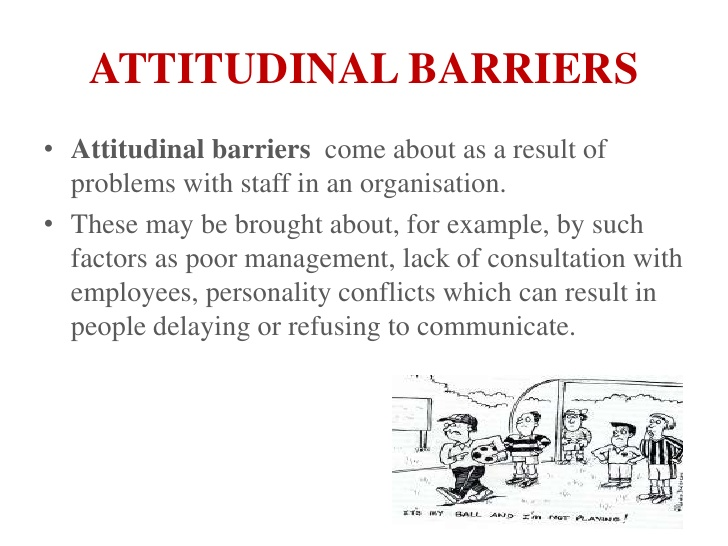 ATTITUDINAL BARRIERS
• Attitudinal barriers come about as a result of
problems with staff in an organisation.
• These may be brought about, for example, by such
factors as poor management, lack of consultation with
employees, personality conflicts which can result in
people delaying or refusing to communicate.
IT'S MY BALL AND I'M NOT PLAYING!